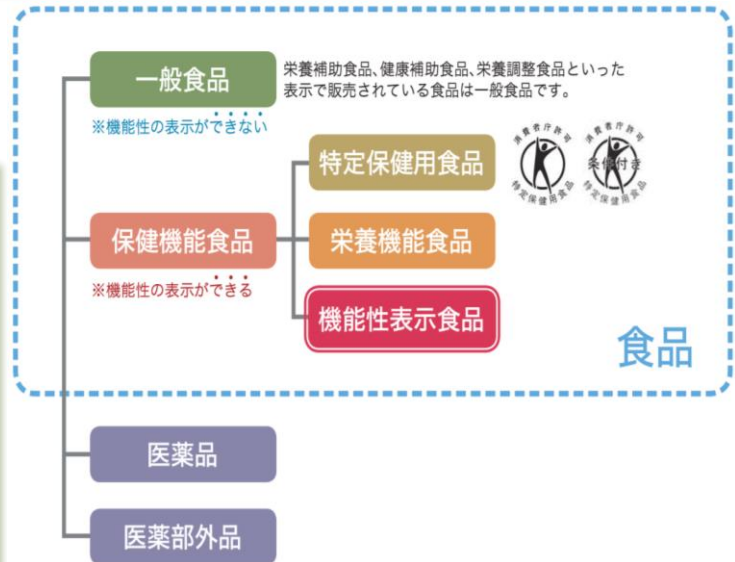 一般食品
栄養補助食品、健康補助食品、栄養調整食品といった
表示で販売されている食品は一般食品です。
※機能性の表示ができない
特定保健用食品
消費者庁許可
特定保健用食品
消費者庁許可
条件付き
特定保健用食品
保健機能食品
※機能性の表示ができる
栄養機能食品
機能性表示食品
食品
医薬品
医薬部外品